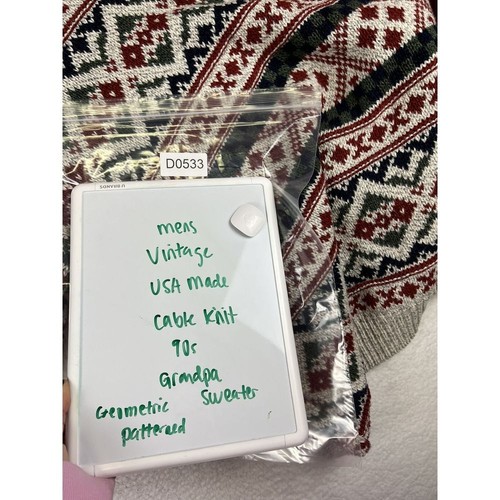 D0533
mens
Vintage
USA Made
Cable Knit
90s
Grandpa
Geometric Sweater
patterned